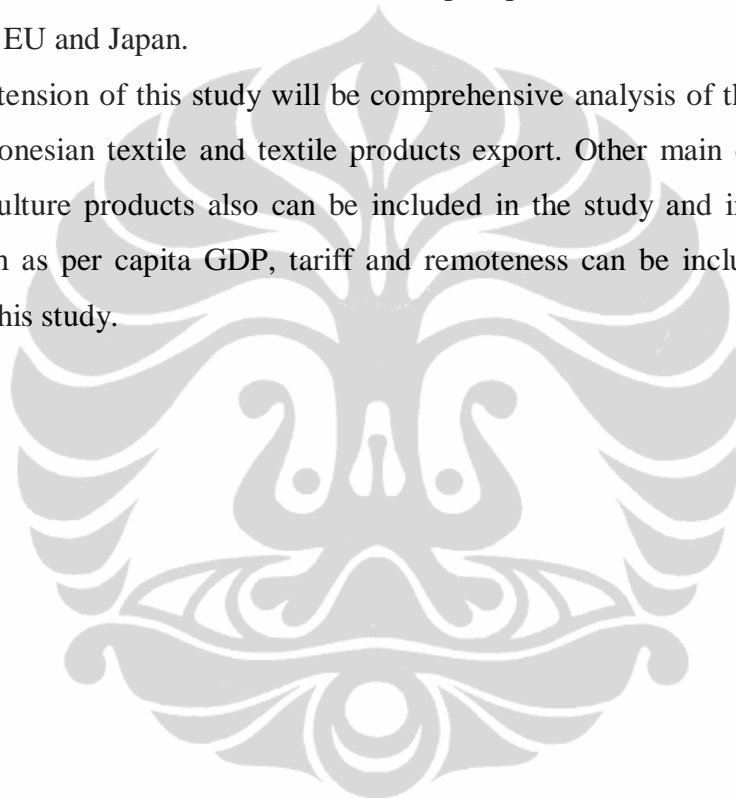 EU and Japan.
tension of this study will be comprehensive analysis of th
onesian textile and textile products export. Other main
ulture products also can be included in the study and i
as per capita GDP, tariff and remoteness can be inclu
his study.